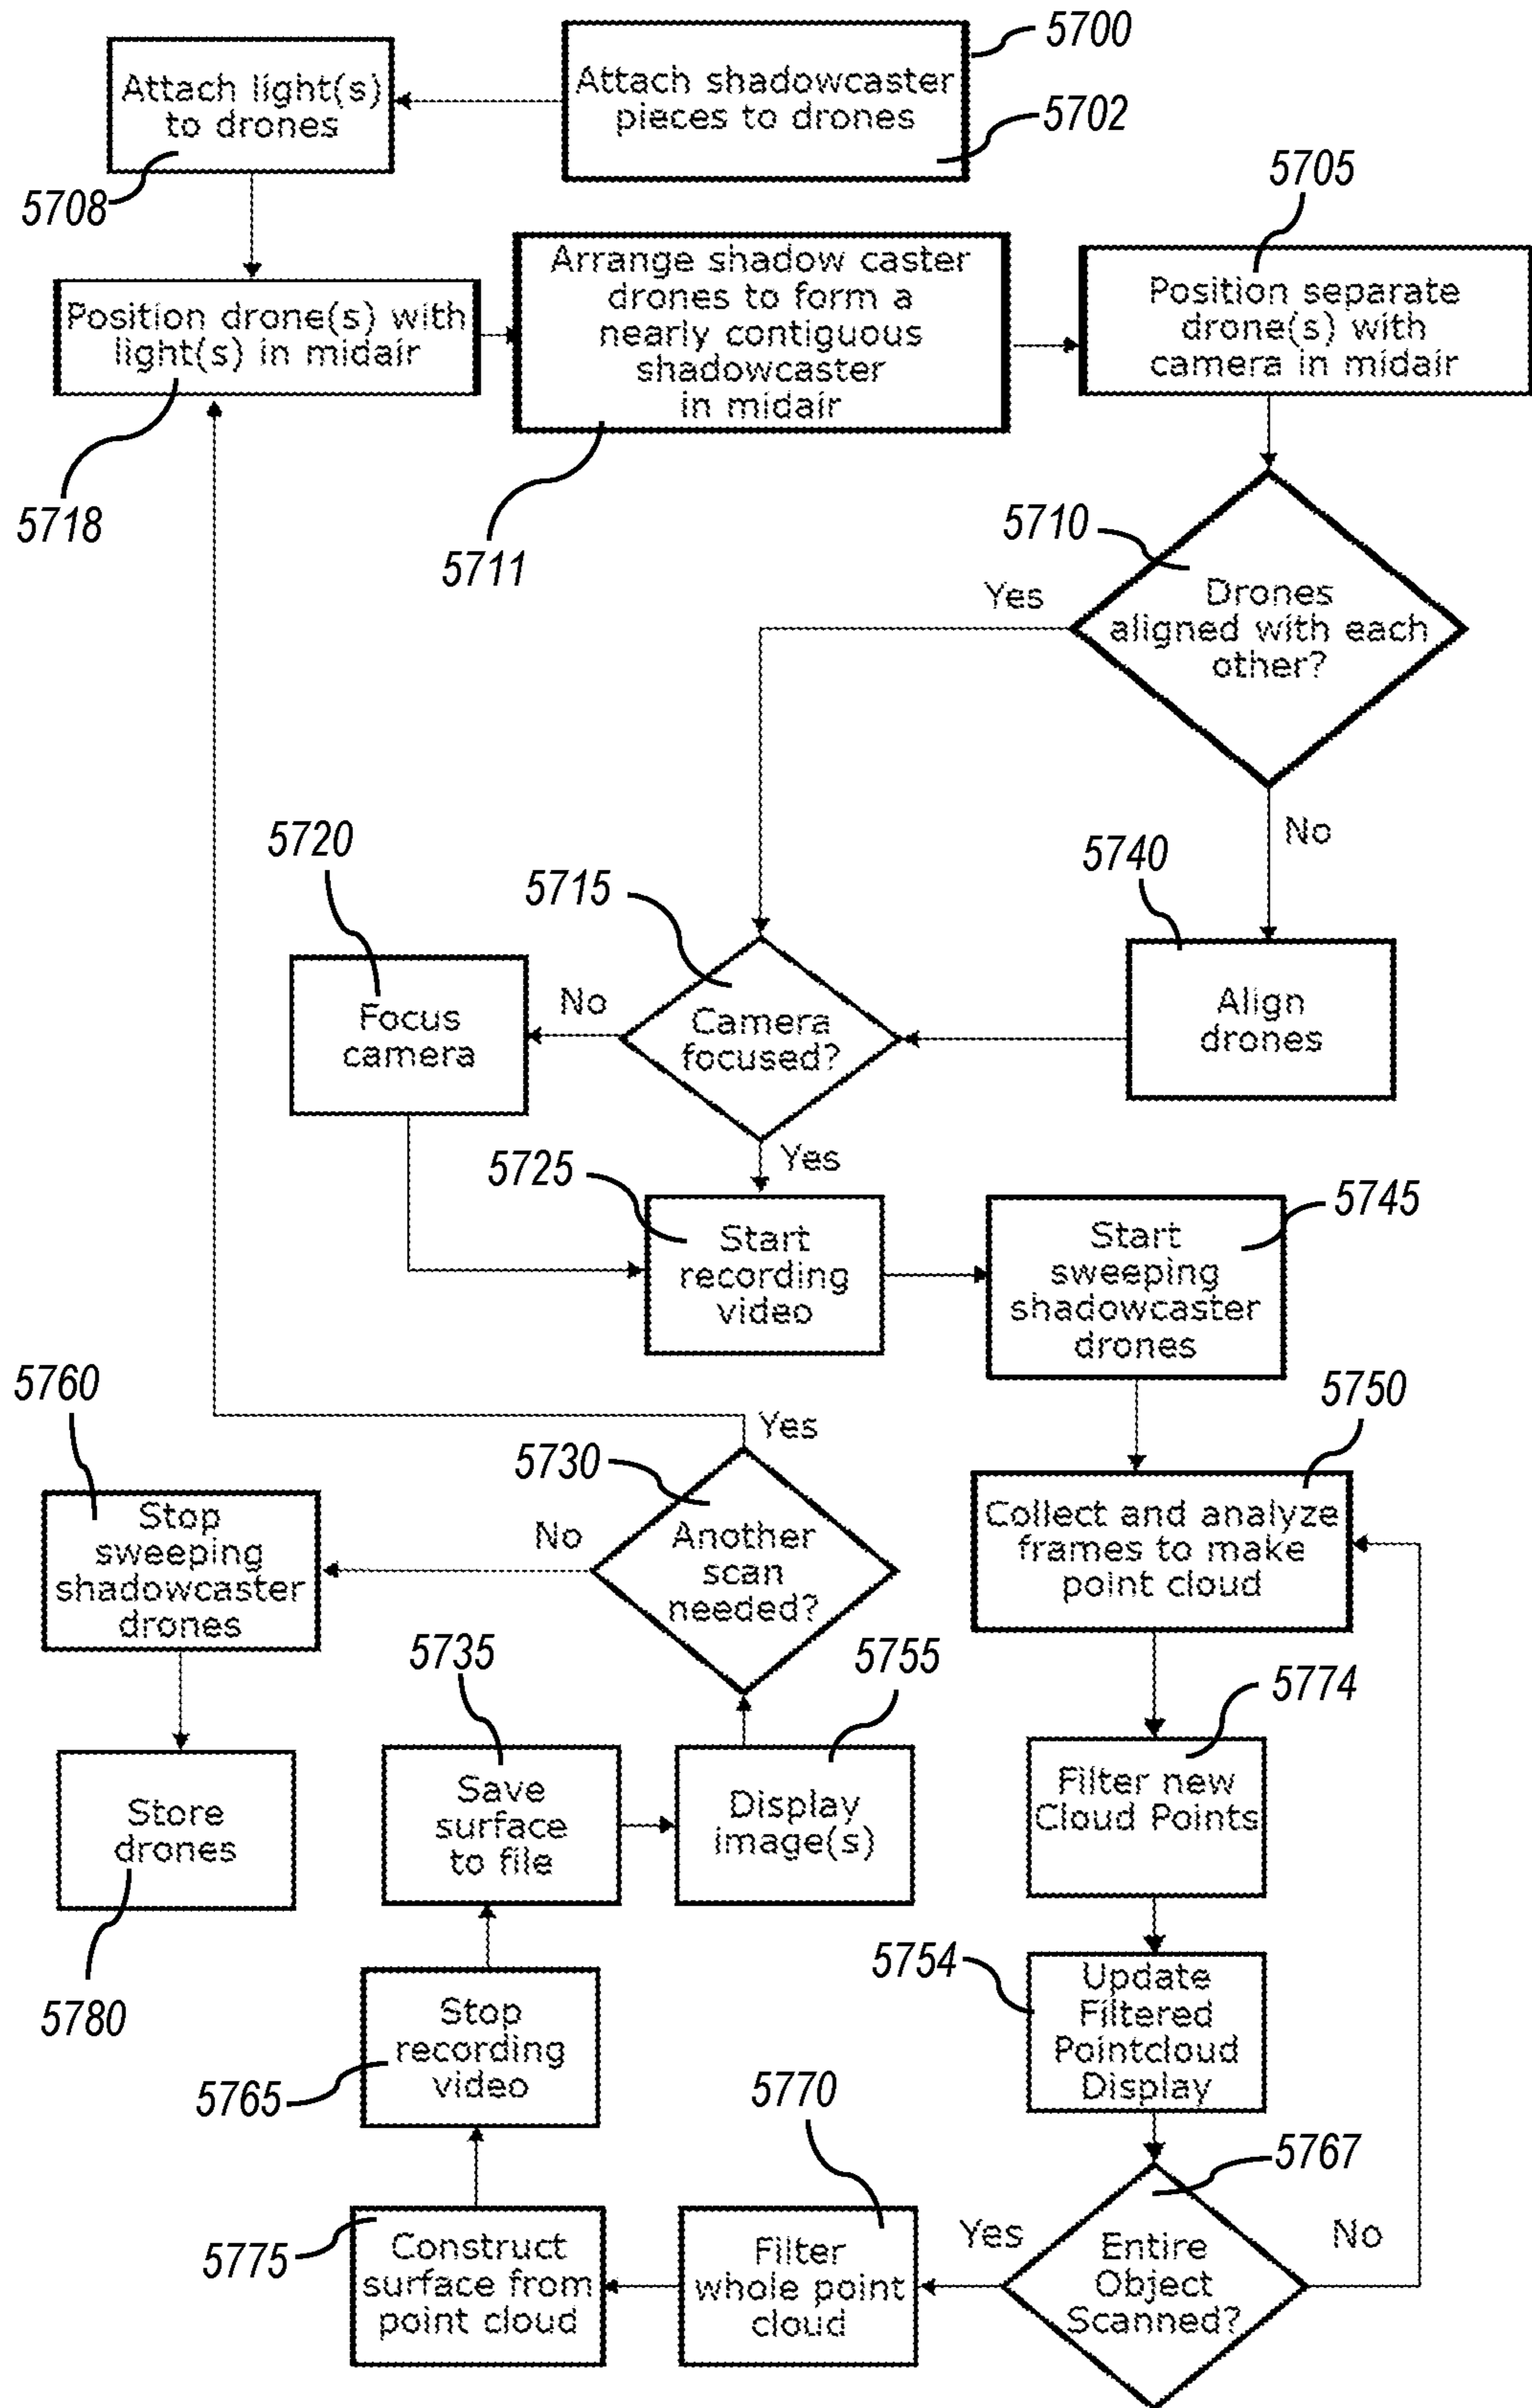 5700
Attach shadowcaster
pieces to drones
5702
Attach light(s)
to drones
5708
Position drone(s) with
light(s) in midair
5718
Arrange shadow caster
drones to form a
nearly contiguous
shadowcaster
in midair
5711
5705
Position separate
drone(s) with
camera in midair
5710
Drones
aligned with each
other?
Yes
No
5740
Align
drones
5715
Camera
focused?
No
Yes
5720
Focus
camera
5725
Start
recording
video
5745
Start
sweeping
shadowcaster
drones
5750
Collect and analyze
frames to make
point cloud
5774
Filter new
Cloud Points
5754
Update
Filtered
Pointcloud
Display
5767
Entire
Object
Scanned?
No
Yes
5770
Filter
whole point
cloud
5775
Construct
surface from
point cloud
5765
Stop
recording
video
5735
Save
surface
to file
5755
Display
image(s)
5730
Another
scan
needed?
Yes
No
5760
Stop
sweeping
shadowcaster
drones
Store
drones
5780